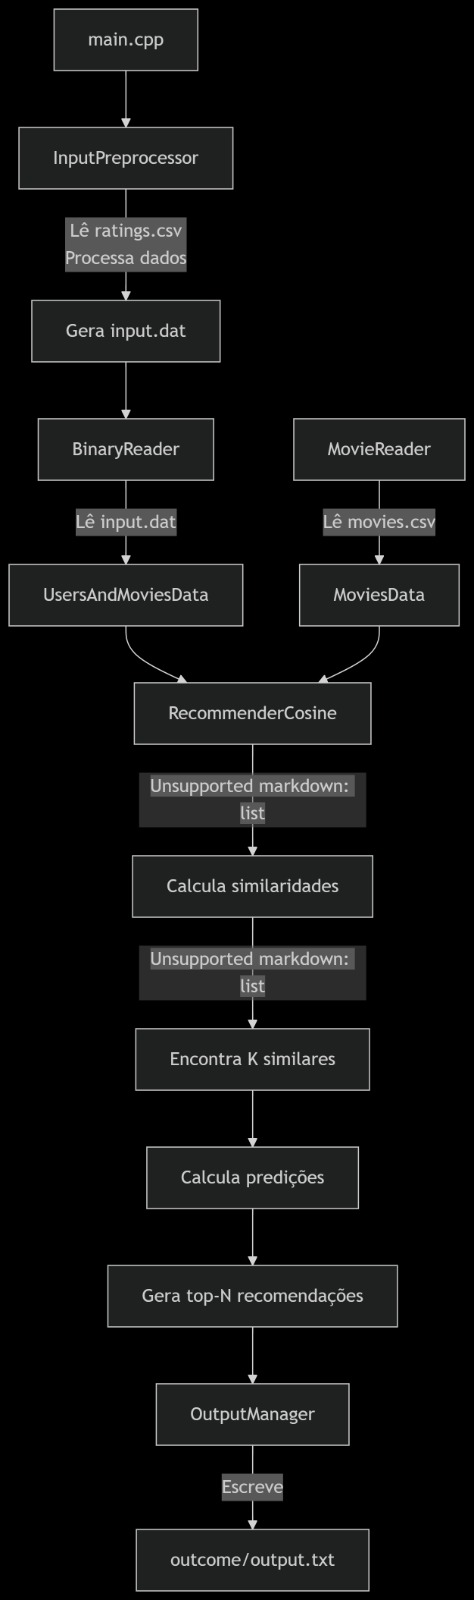 main.cpp
InputPreprocessor
Lê ratings.csv
Processa dados
Gera input.dat
BinaryReader
MovieReader
Lê input.dat
Lê movies.csv
UsersAndMoviesData
MoviesData
RecommenderCosine
Unsupported markdown:
list
Calcula similaridades
Unsupported markdown:
list
Encontra K similares
Calcula predições
Gera top-N recomendações
OutputManager
Escreve
outcome/output.txt